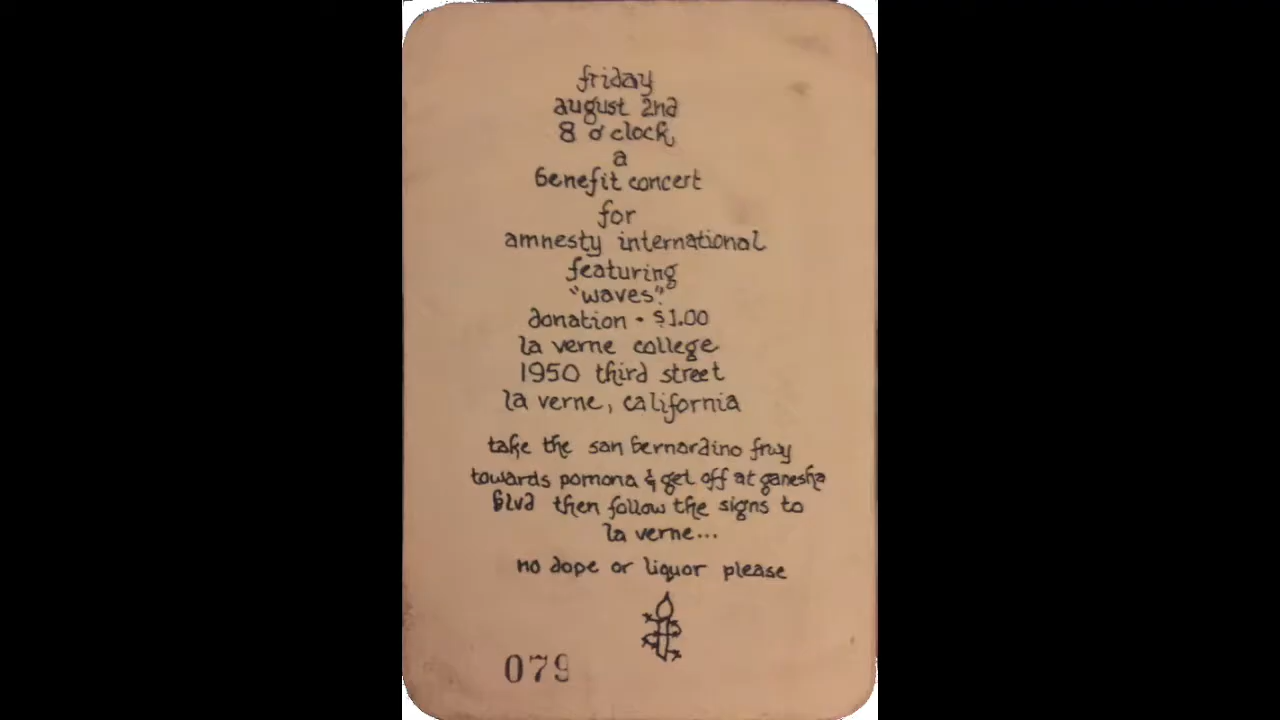 friday
august 2nd
8 o'clock
a
benefit concert
for
amnesty international
featuring
"waves"
donation - $1.00
la verne college
1950 third street
la verne, california
take the san bernardino frwy
towards pomona & get off at ganesha
blvd then follow the signs to
la verne...
no dope or liquor please
079